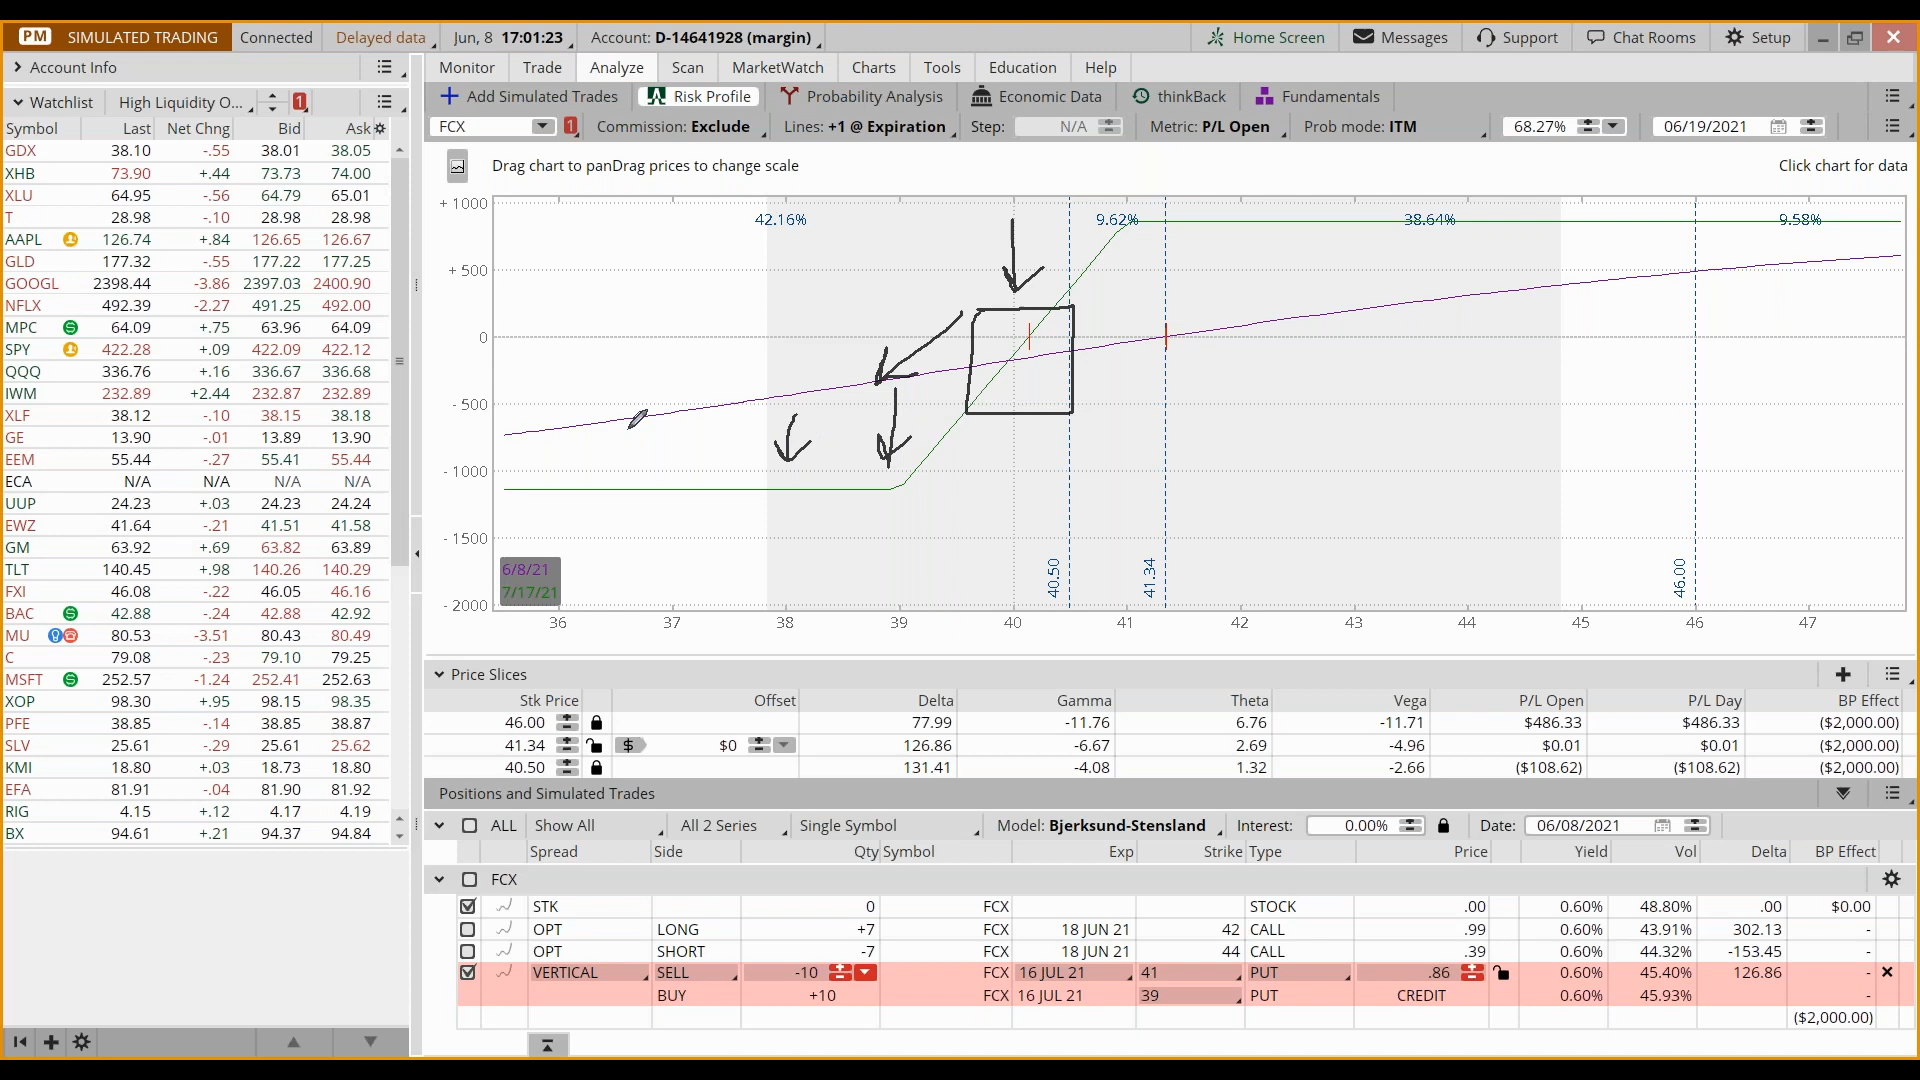 PM SIMULATED TRADING Connected Delayed data Jun, 8 17:01:23 Account: D-14641928 (margin) Home Screen Messages Support Chat Rooms Setup
Account Info
Monitor Trade Analyze Scan MarketWatch Charts Tools Education Help
Watchlist High Liquidity O... 1
Add Simulated Trades Risk Profile Probability Analysis Economic Data thinkBack Fundamentals
FCX 1 Commission: Exclude Lines: +1 @ Expiration Step: N/A Metric: P/L Open Prob mode: ITM 68.27% 06/19/2021
Symbol Last Net Chng Bid Ask
GDX 38.10 -.55 38.01 38.05
XHB 73.90 +.44 73.73 74.00
XLU 64.95 -.56 64.79 65.01
T 28.98 -.10 28.98 28.98
AAPL 126.74 +.84 126.65 126.67
GLD 177.32 -.55 177.22 177.25
GOOGL 2398.44 -3.86 2397.03 2400.90
NFLX 492.39 -2.27 491.25 492.00
MPC S 64.09 +.75 63.96 64.09
SPY 422.28 +.09 422.09 422.12
QQQ 336.76 +.16 336.67 336.68
IWM 232.89 +2.44 232.87 232.89
XLF 38.12 -.10 38.15 38.18
GE 13.90 -.01 13.89 13.90
EEM 55.44 -.27 55.41 55.44
ECA N/A N/A N/A N/A
UUP 24.23 +.03 24.23 24.24
EWZ 41.64 -.21 41.51 41.58
GM 63.92 +.69 63.82 63.89
TLT 140.45 +.98 140.26 140.29
FXI 46.08 -.22 46.05 46.16
BAC S 42.88 -.24 42.88 42.92
MU 80.53 -3.51 80.43 80.49
C 79.08 -.23 79.10 79.25
MSFT S 252.57 -1.24 252.41 252.63
XOP 98.30 +.95 98.15 98.35
PFE 38.85 -.14 38.85 38.87
SLV 25.61 -.29 25.61 25.62
KMI 18.80 +.03 18.73 18.80
EFA 81.91 -.04 81.90 81.92
RIG 4.15 +.12 4.17 4.19
BX 94.61 +.21 94.37 94.84
Drag chart to panDrag prices to change scale Click chart for data
+ 1000
42.16% 9.62% 38.64% 9.58%
+ 500
0
- 500
- 1000
- 1500
- 2000
6/8/21
7/17/21
40.50
41.34
46.00
36 37 38 39 40 41 42 43 44 45 46 47
Price Slices
Stk Price Offset Delta Gamma Theta Vega P/L Open P/L Day BP Effect
46.00 77.99 -11.76 6.76 -11.71 $486.33 $486.33 ($2,000.00)
41.34 $ $0 126.86 -6.67 2.69 -4.96 $0.01 $0.01 ($2,000.00)
40.50 131.41 -4.08 1.32 -2.66 ($108.62) ($108.62) ($2,000.00)
Positions and Simulated Trades
ALL Show All All 2 Series Single Symbol Model: Bjerksund-Stensland Interest: 0.00% Date: 06/08/2021
Spread Side Qty Symbol Exp Strike Type Price Yield Vol Delta BP Effect
FCX
STK 0 FCX STOCK .00 0.60% 48.80% .00 $0.00
OPT LONG +7 FCX 18 JUN 21 42 CALL .99 0.60% 43.91% 302.13 -
OPT SHORT -7 FCX 18 JUN 21 44 CALL .39 0.60% 44.32% -153.45 -
VERTICAL SELL -10 FCX 16 JUL 21 41 PUT .86 0.60% 45.40% 126.86 -
BUY +10 FCX 16 JUL 21 39 PUT CREDIT 0.60% 45.93% -
($2,000.00)